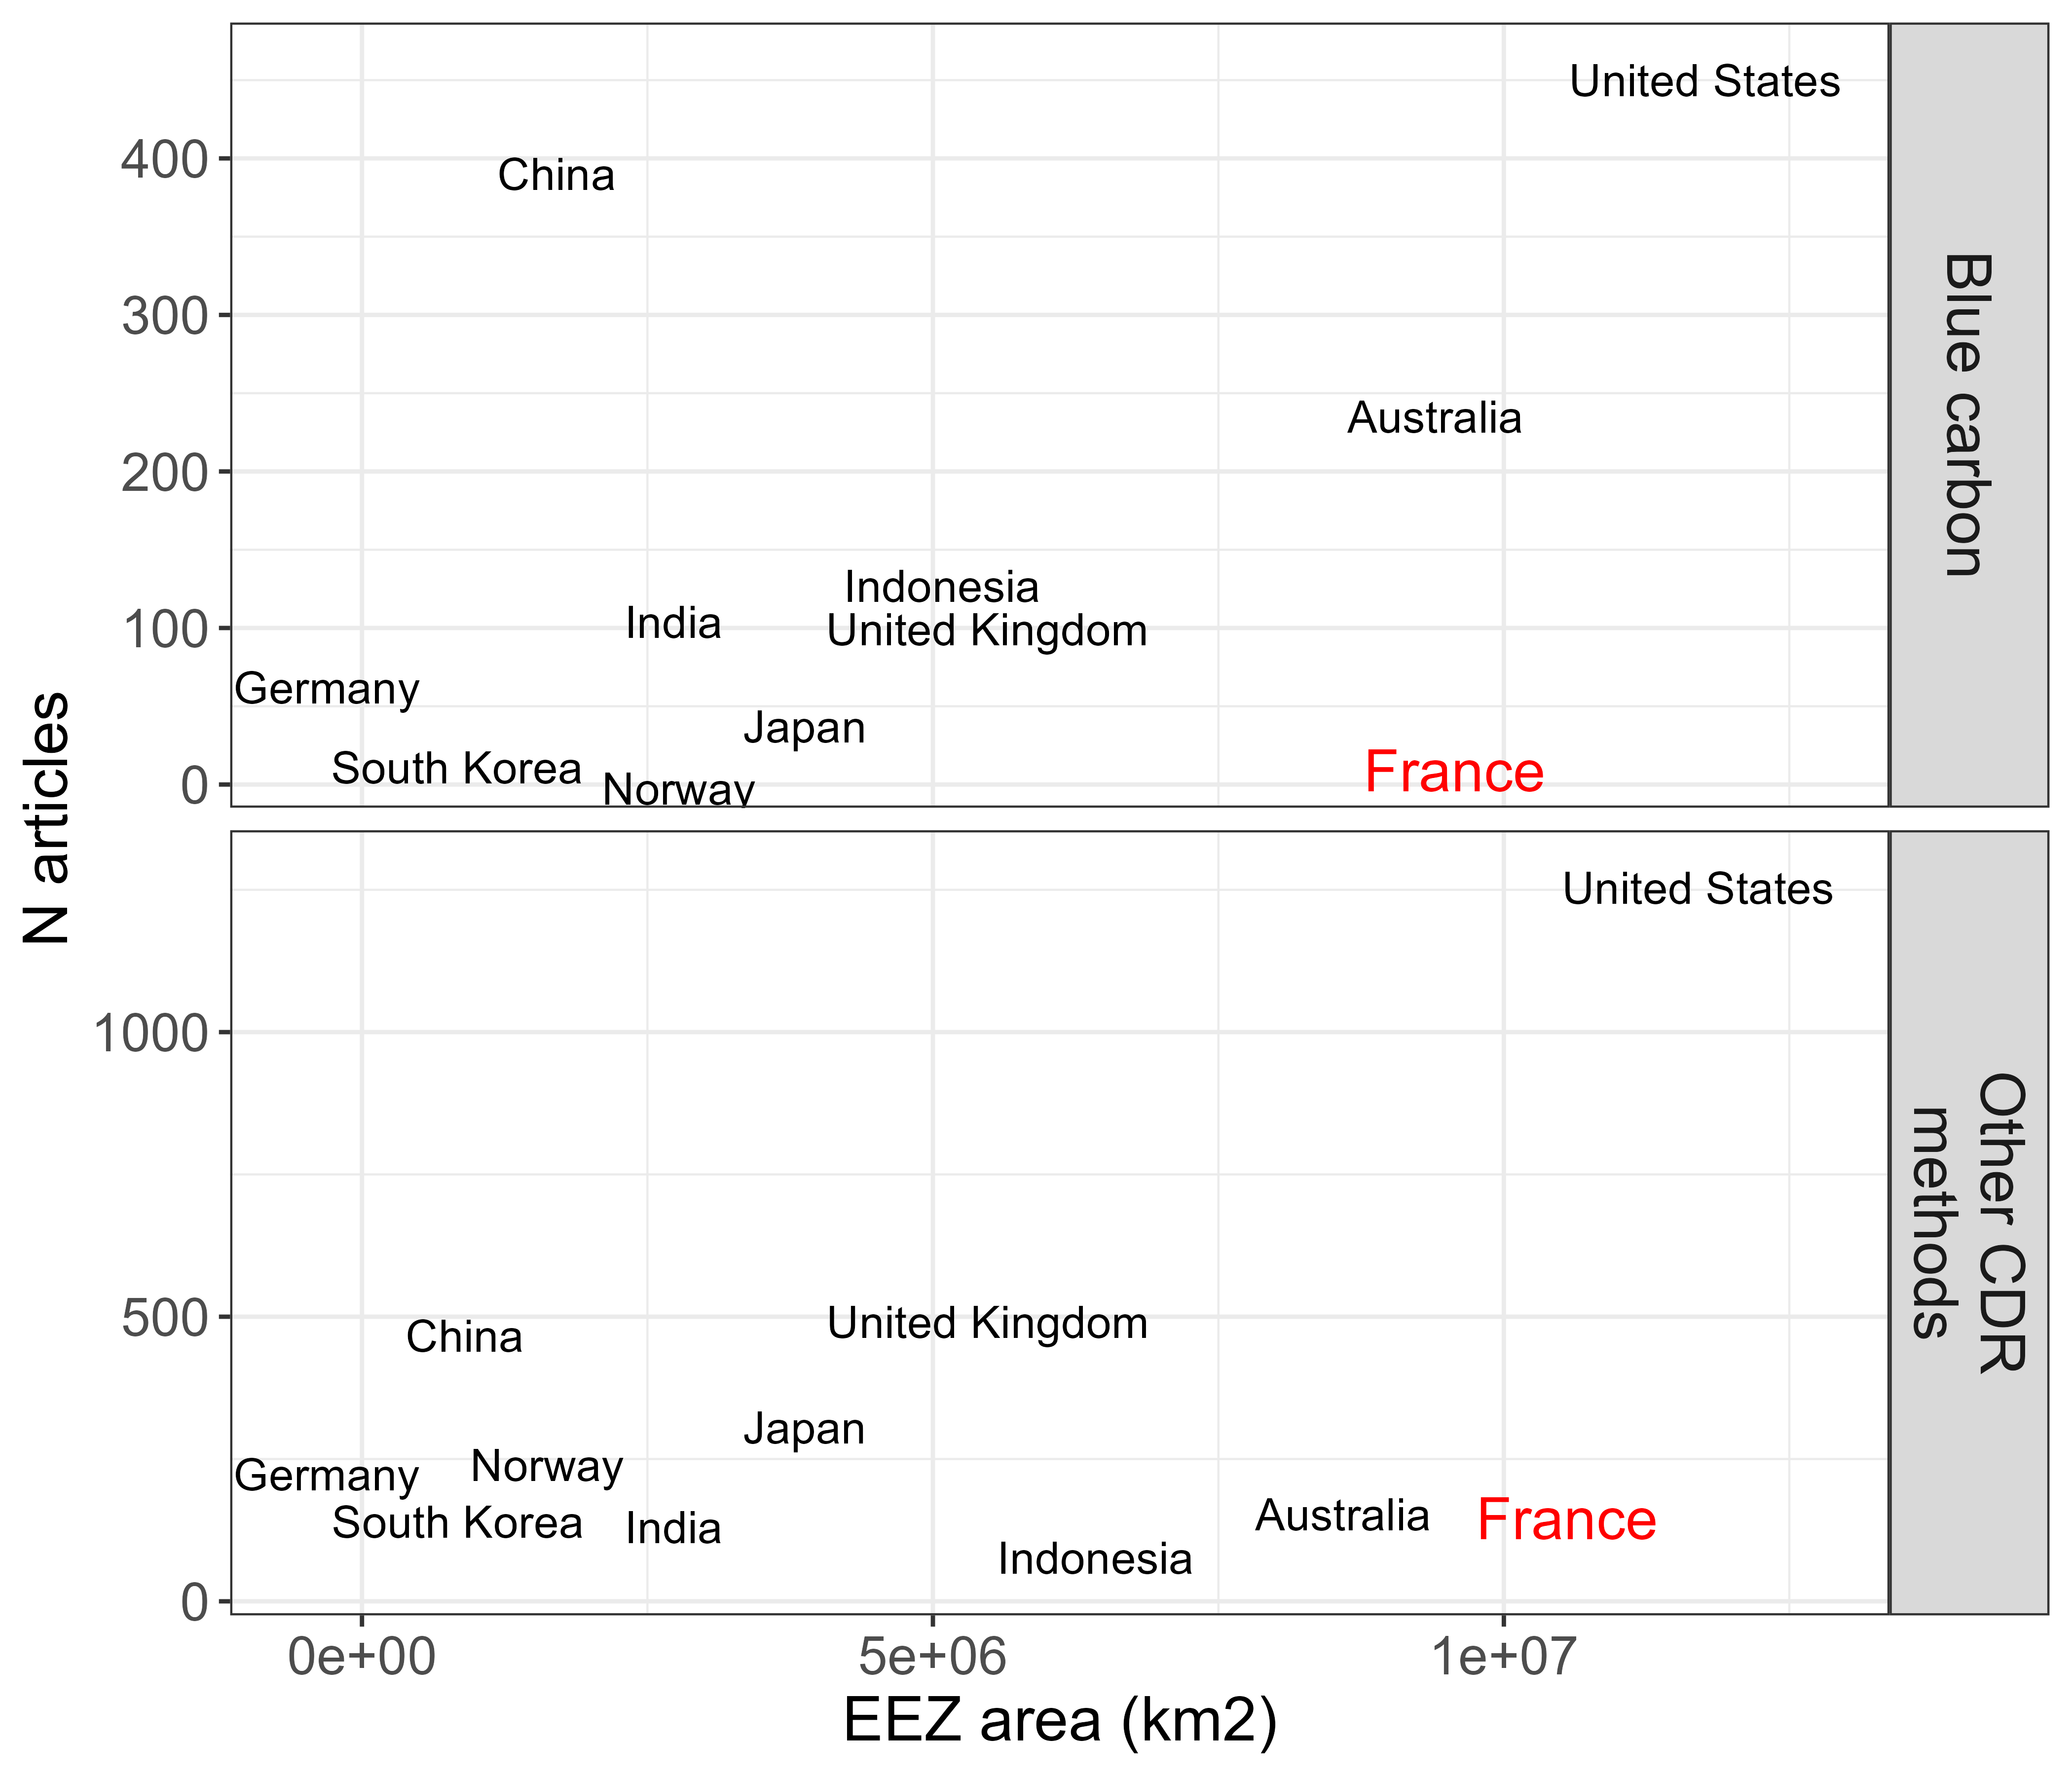 N articles
400
300
200
100
0
United States
China
Australia
Indonesia
India
United Kingdom
Germany
Japan
South Korea
Norway
France
Blue carbon
1000
500
0
United States
United Kingdom
China
Japan
Norway
Germany
South Korea
India
Australia
France
Indonesia
Other CDR
methods
0e+00
5e+06
1e+07
EEZ area (km2)